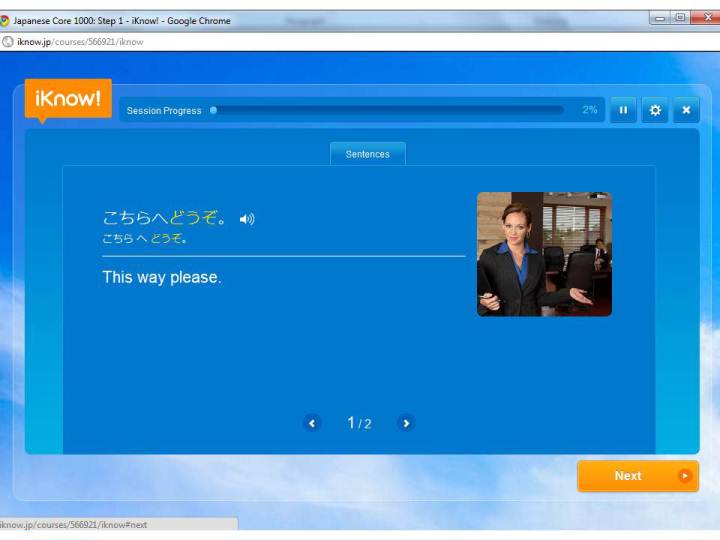 Japanese Core 1000: Step 1 - iKnow! - Google Chrome
iknow.jp/courses/566921/iknow
iKnow!
Session Progress 2%
Sentences
こちらへどうぞ。
こちら へ どうぞ。
This way please.
1 / 2
Next
iknow.jp/courses/566921/iknow#next